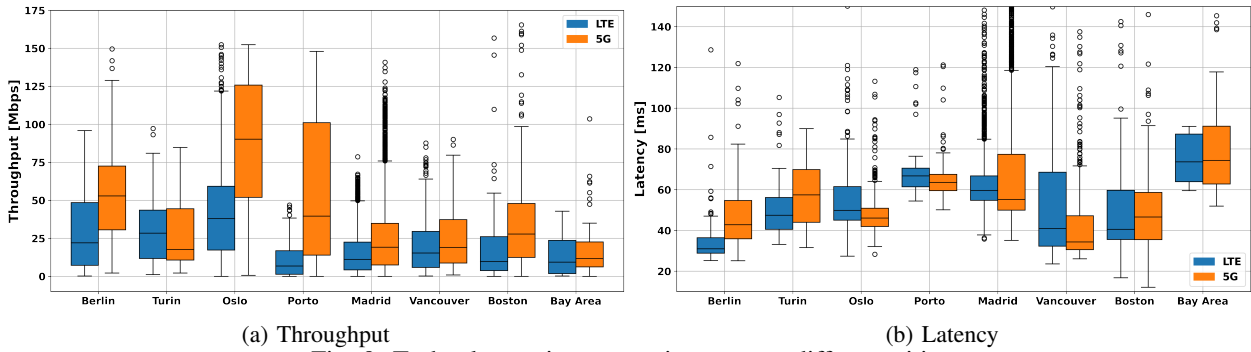 175
150
125
100
75
50
25
0
Throughput [Mbps]
LTE
5G
Berlin Turin Oslo Porto Madrid Vancouver Boston Bay Area
(a) Throughput
140
120
100
80
60
40
20
Latency [ms]
LTE
5G
Berlin Turin Oslo Porto Madrid Vancouver Boston Bay Area
(b) Latency